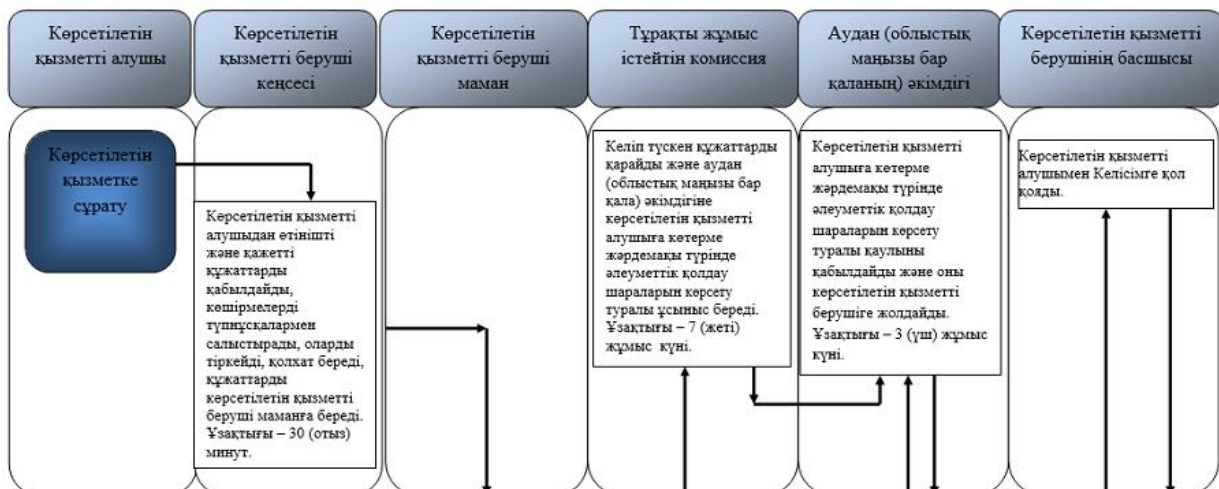 Көрсетілетін
қызметті алушы
Көрсетілетін
қызметті беруші
кеңсесі
Көрсетілетін
қызметті беруші
маман
Тұрақты жұмыс
істейтін комиссия
Аудан (облыстық
маңызы бар
қаланың) әкімдігі
Көрсетілетін қызметті
берушінің басшысы
Көрсетілетін
қызметке
сұрату
Көрсетілетін қызметті
алушыдан өтінішті
және қажетті
құжаттарды
қабылдайды,
көшірмелерді
түпнұсқалармен
салыстырады, оларды
тіркейді, қолхат береді,
құжаттарды
көрсетілетін қызметті
беруші маманға береді.
Ұзақтығы – 30 (отыз)
минут.
Келіп түскен құжаттарды
қарайды және аудан
(облыстық маңызы бар
қала) әкімдігіне
көрсетілетін қызметті
алушыға көтерме
жәрдемақы түрінде
әлеуметтік қолдау
шараларын көрсету
туралы ұсыныс береді.
Ұзақтығы – 7 (жеті)
жұмыс күні.
Көрсетілетін қызметті
алушыға көтерме
жәрдемақы түрінде
әлеуметтік қолдау
шараларын көрсету
туралы қаулыны
қабылдайды және оны
көрсетілетін қызметті
берушіге жолдайды.
Ұзақтығы – 3 (үш) жұмыс
күні.
Көрсетілетін қызметті
алушымен Келісімге қол
қояды.